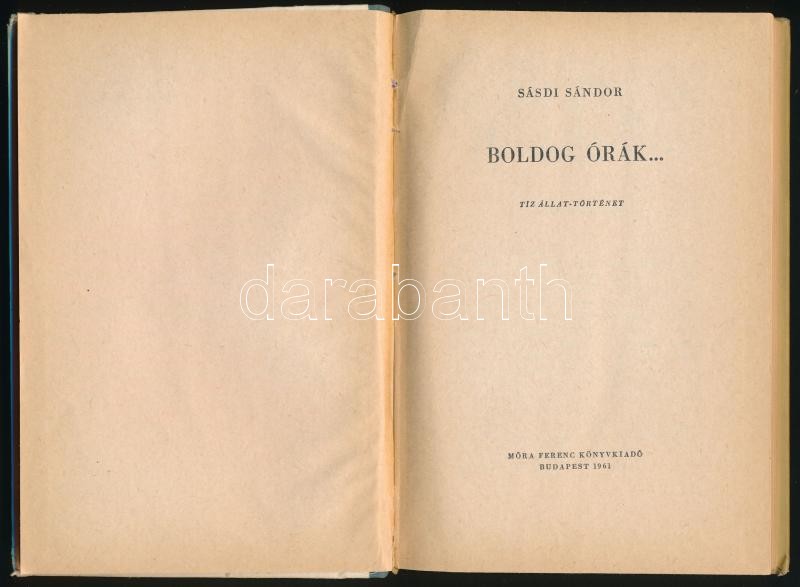 SÁSDI SÁNDOR
BOLDOG ÓRÁK...
TÍZ ÁLLAT-TÖRTÉNET
darabanth
MÓRA FERENC KÖNYVKIADÓ
BUDAPEST 1961